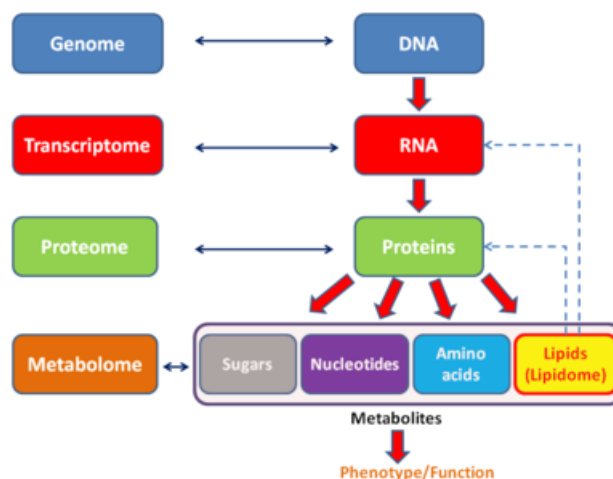 Genome
DNA
Transcriptome
RNA
Proteome
Proteins
Metabolome
Sugars
Nucleotides
Amino
acids
Lipids
(Lipidome)
Metabolites
Phenotype/Function